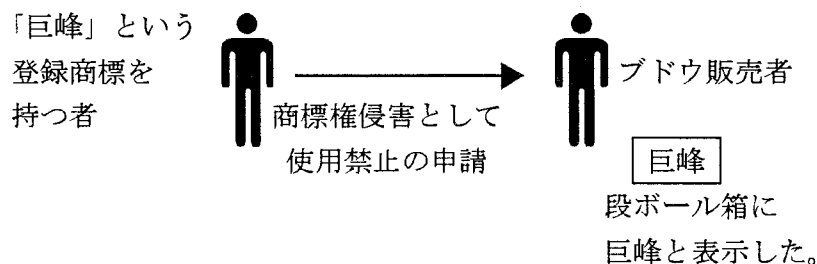 「巨峰」という
登録商標を
持つ者
商標権侵害として
使用禁止の申請
ブドウ販売者
巨峰
段ボール箱に
巨峰と表示した。